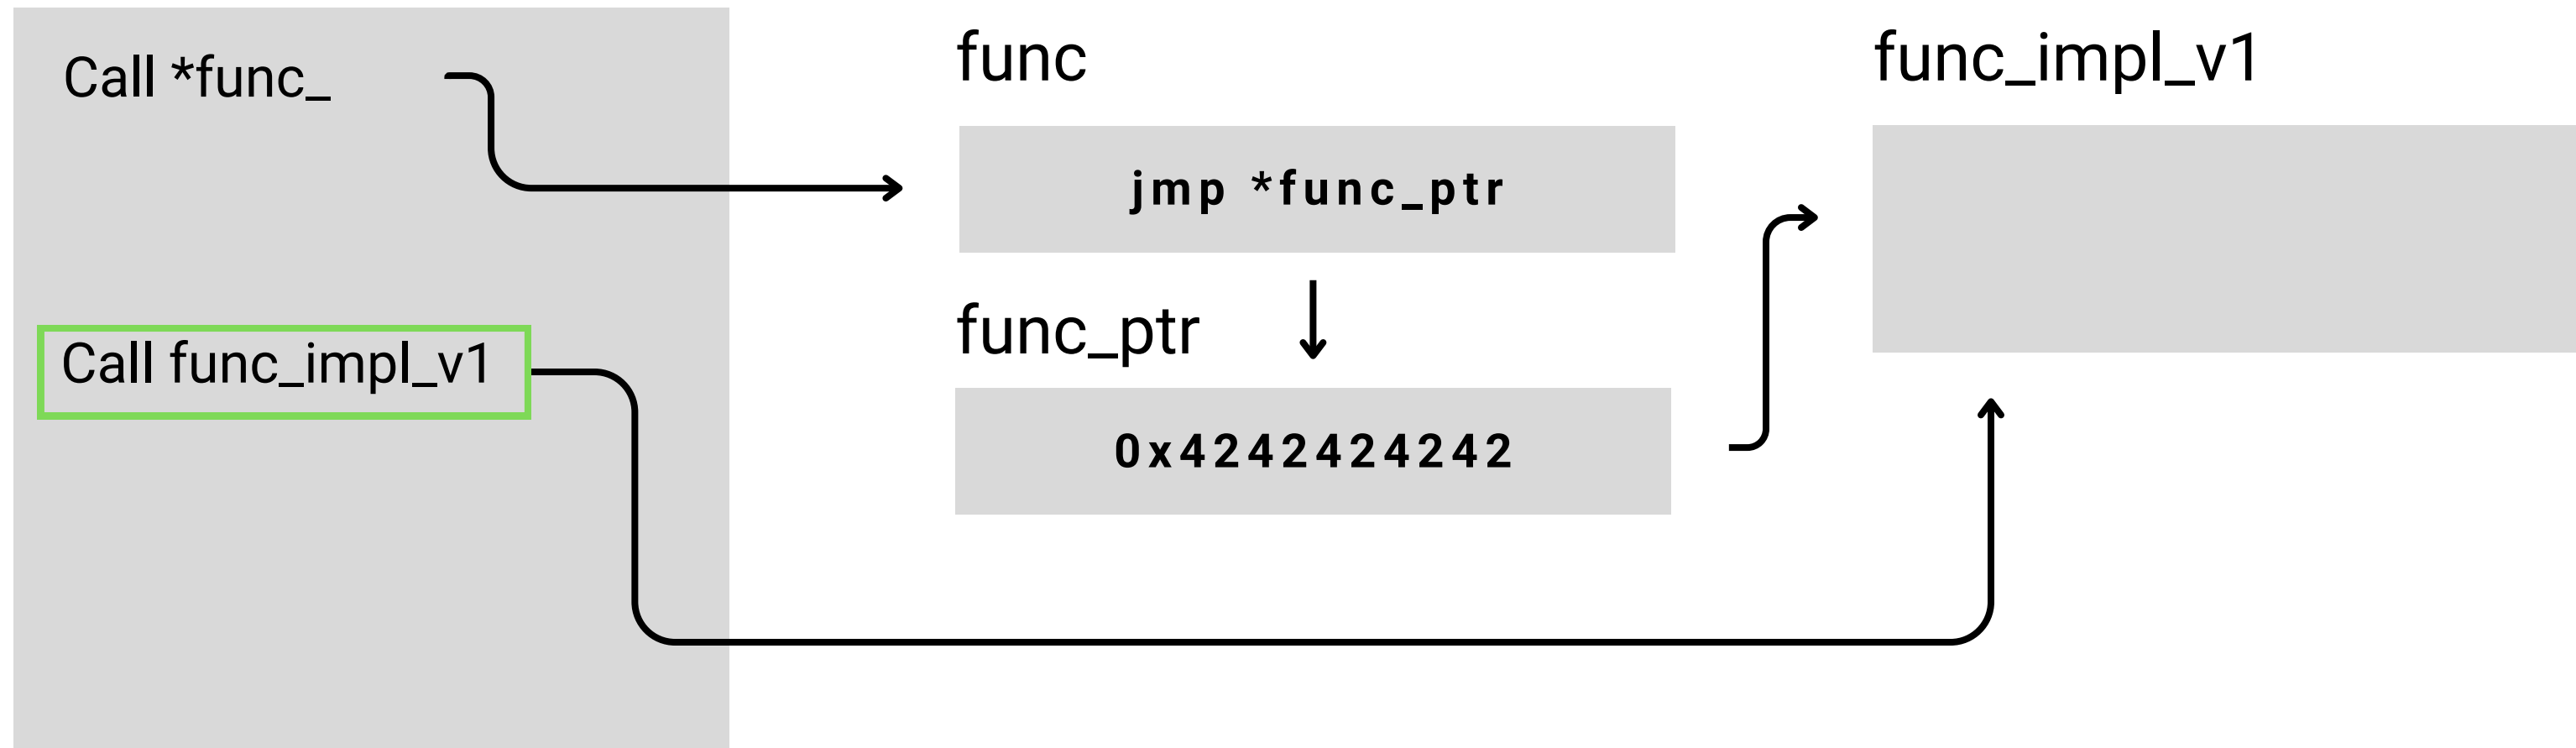 Call *func_
Call func_impl_v1
func
jmp *func_ptr
func_ptr
0x4242424242
func_impl_v1